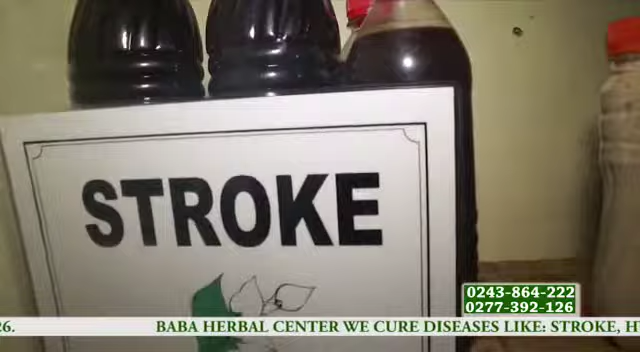 STROKE
0243-864-222
0277-392-126
26. BABA HERBAL CENTER WE CURE DISEASES LIKE: STROKE, H